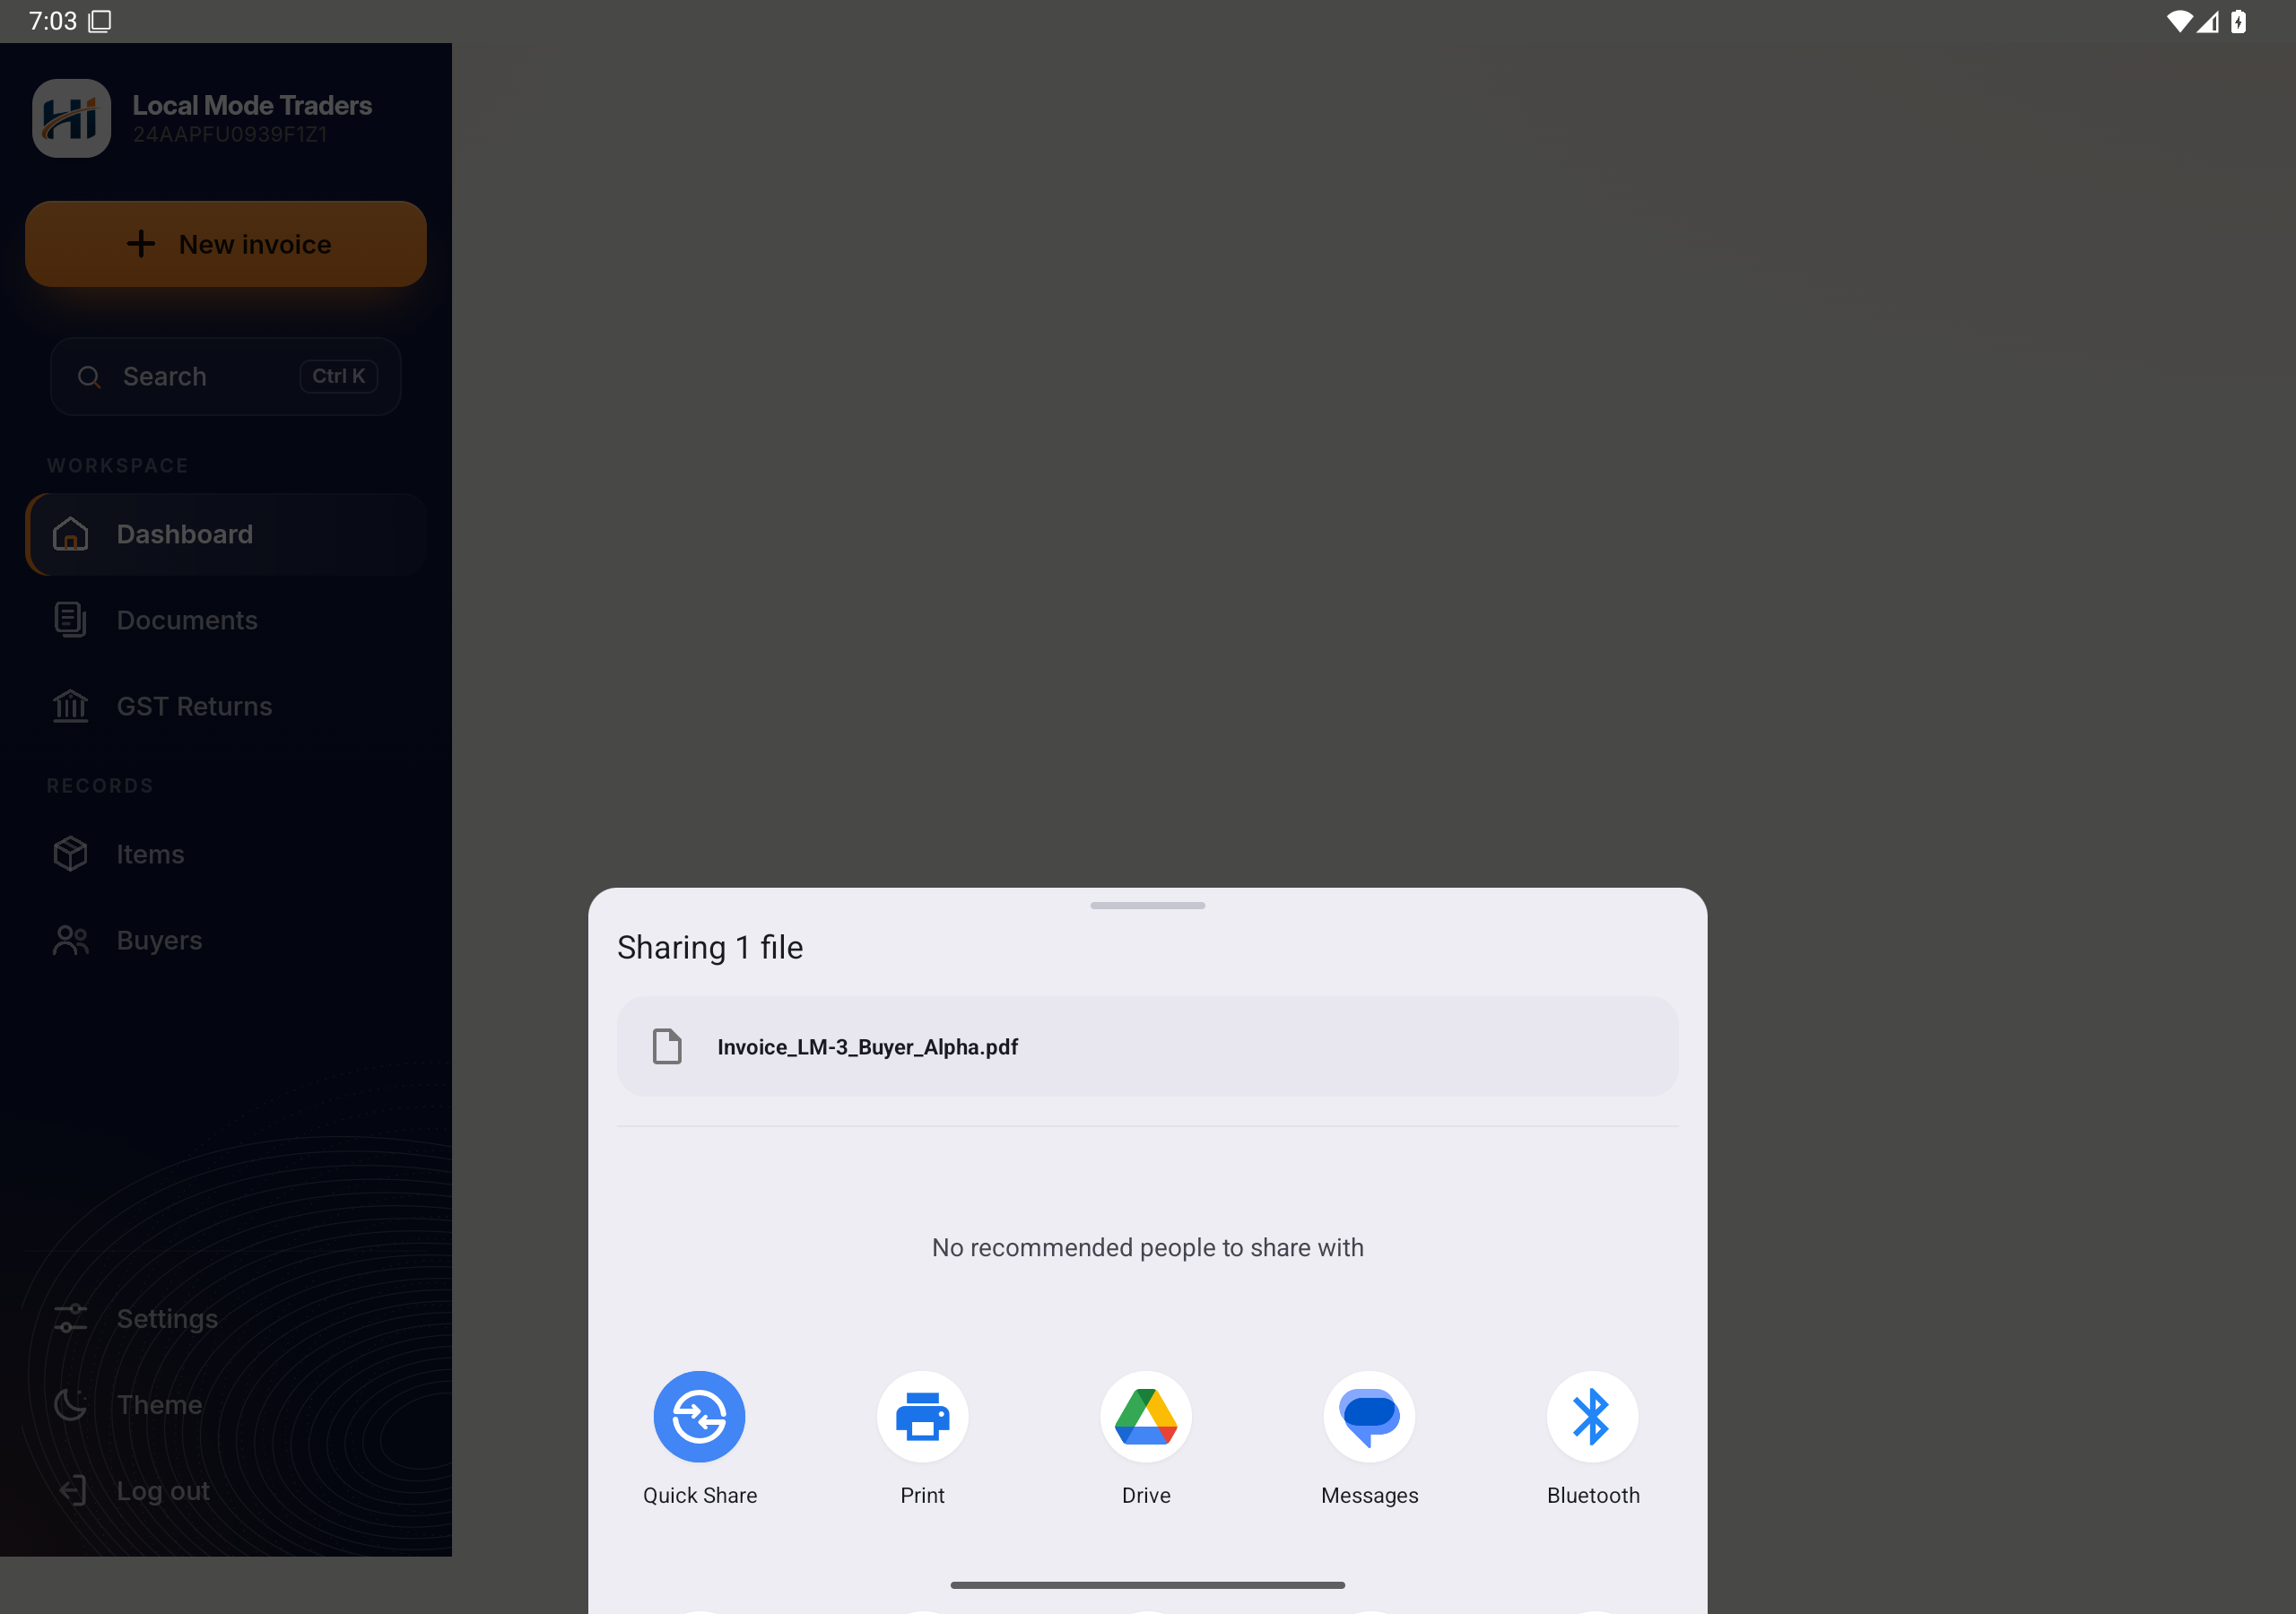 7:03
Hi
Local Mode Traders
24AAPFU0939F1Z1
New invoice
Search
Ctrl K
WORKSPACE
Dashboard
Documents
GST Returns
RECORDS
Items
Buyers
Settings
Theme
Log out
Sharing 1 file
Invoice_LM-3_Buyer_Alpha.pdf
No recommended people to share with
Quick Share
Print
Drive
Messages
Bluetooth